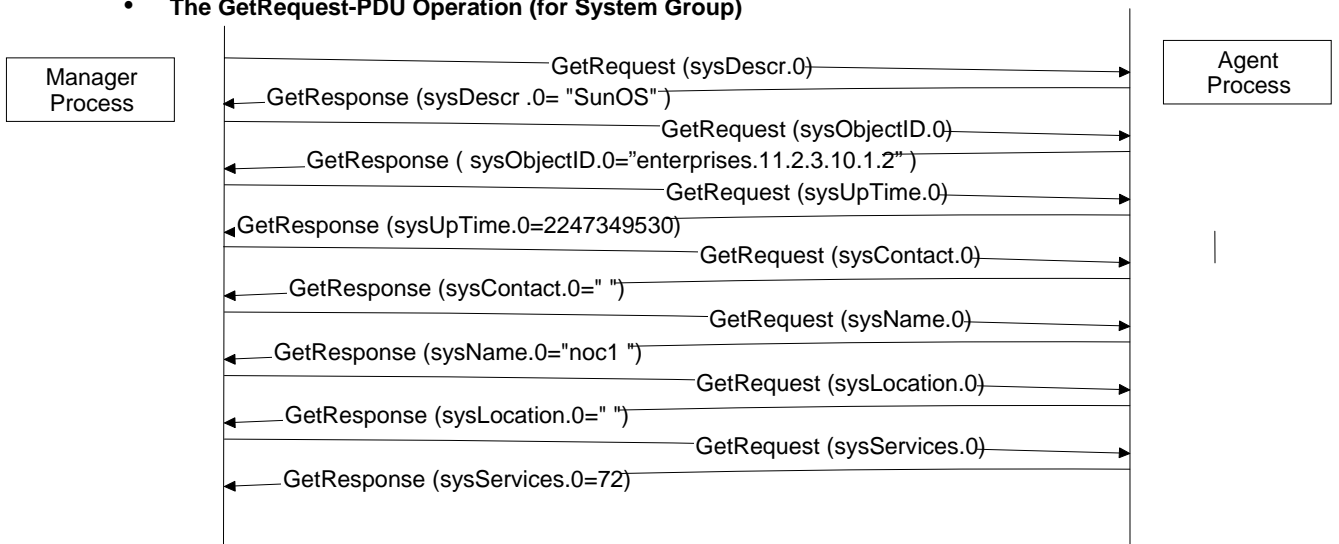 • The GetRequest-PDU Operation (for System Group)
Manager
Process
Agent
Process
GetRequest (sysDescr.0)
GetResponse (sysDescr .0= "SunOS" )
GetRequest (sysObjectID.0)
GetResponse ( sysObjectID.0="enterprises.11.2.3.10.1.2” )
GetRequest (sysUpTime.0)
GetResponse (sysUpTime.0=2247349530)
GetRequest (sysContact.0)
GetResponse (sysContact.0=" ")
GetRequest (sysName.0)
GetResponse (sysName.0="noc1 ")
GetRequest (sysLocation.0)
GetResponse (sysLocation.0=" ")
GetRequest (sysServices.0)
GetResponse (sysServices.0=72)